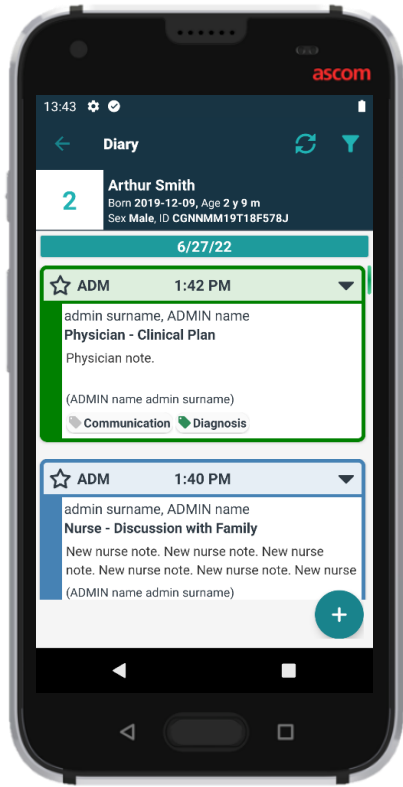 ascom
13:43
Diary
2
Arthur Smith
Born 2019-12-09, Age 2 y 9 m
Sex Male, ID CGNNMM19T18F578J
6/27/22
ADM 1:42 PM
admin surname, ADMIN name
Physician - Clinical Plan
Physician note.
(ADMIN name admin surname)
Communication Diagnosis
ADM 1:40 PM
admin surname, ADMIN name
Nurse - Discussion with Family
New nurse note. New nurse note. New nurse
note. New nurse note. New nurse note. New nurse
(ADMIN name admin surname)
+